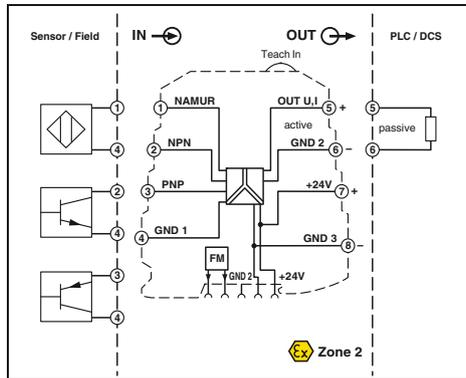 Sensor / Field
IN
OUT
PLC / DCS
Teach In
1
4
2
4
3
4
1 NAMUR
2 NPN
3 PNP
4 GND 1
OUT U,I 5 +
active
GND 2 6 –
+24V 7 +
GND 3 8 –
FM
GND 2
+24V
5
passive
6
Ex Zone 2